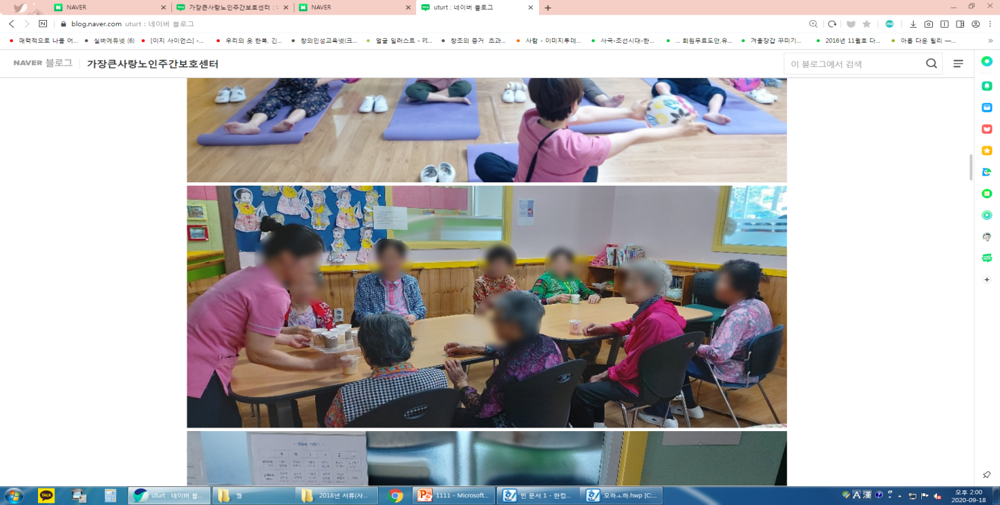 NAVER
가장큰사랑노인주간보호센터 : 네
NAVER
uturt : 네이버 블로그
blog.naver.com uturt : 네이버 블로그
매력적으로 나를 어...
실버에듀넷 (6)
[이지 사이언스] -...
우리의 옷 한복, 긴...
창의인성교육넷(크...
얼굴 일러스트 - PI...
창조의 증거 초과...
사람 - 이미지투데...
사극·조선시대-한...
... 회원무료도안,유...
겨울장갑 꾸미기...
2016년 11월호 다...
아름 다운 릴리 —...
NAVER 블로그
가장큰사랑노인주간보호센터
이 블로그에서 검색
TALK
uturt : 네이버 블...
2018년 서류(사...
1111 - Microsoft...
빈 문서 1 - 한컴...
A 漢
오후 2:00
2020-09-18